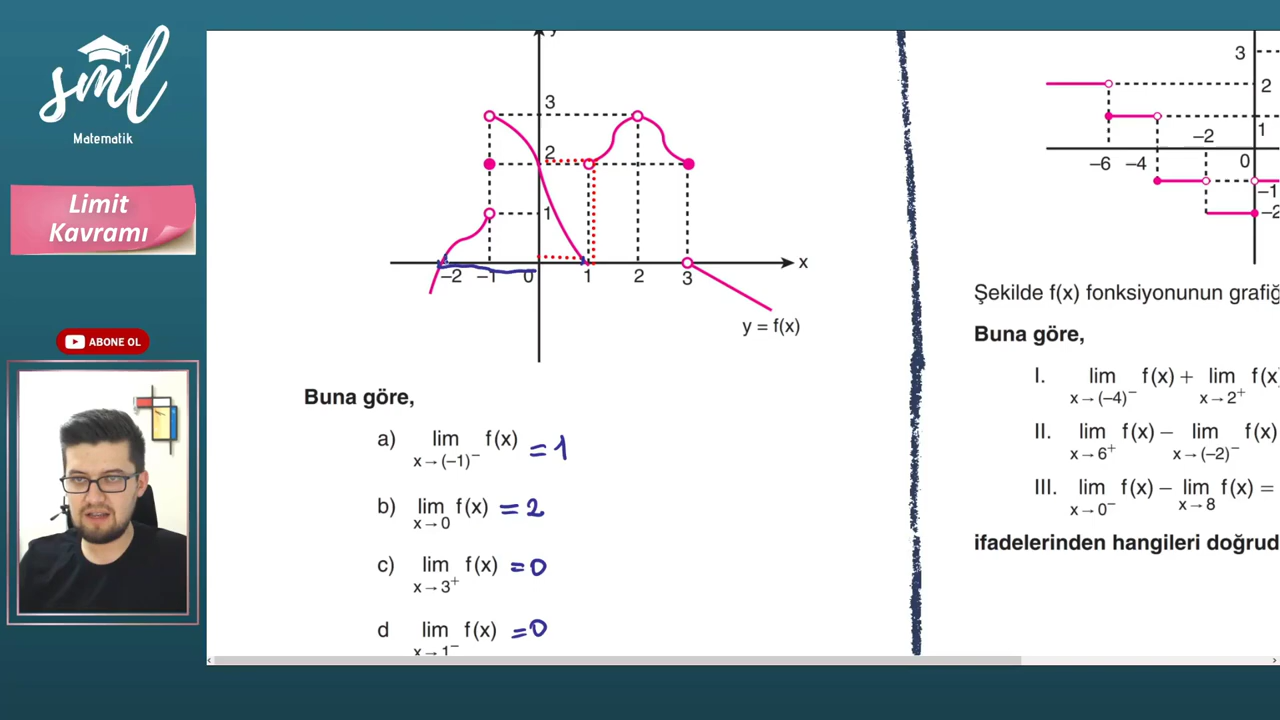 sml
Matematik
Limit
Kavramı
ABONE OL
y
3
2
1
-2 -1 0 1 2 3 x
y = f(x)
Buna göre,
a) lim f(x) = 1
x→(–1)⁻
b) lim f(x) = 2
x→0
c) lim f(x) = 0
x→3⁺
d lim f(x) = 0
x→1⁻
3
2
1
-2
-6 -4 0
-1
-2
Şekilde f(x) fonksiyonunun grafiğ
Buna göre,
I. lim f(x) + lim f(x
x→(–4)⁻ x→2⁺
II. lim f(x) – lim f(x)
x→6⁺ x→(–2)⁻
III. lim f(x) – lim f(x) =
x→0⁻ x→8
ifadelerinden hangileri doğrud